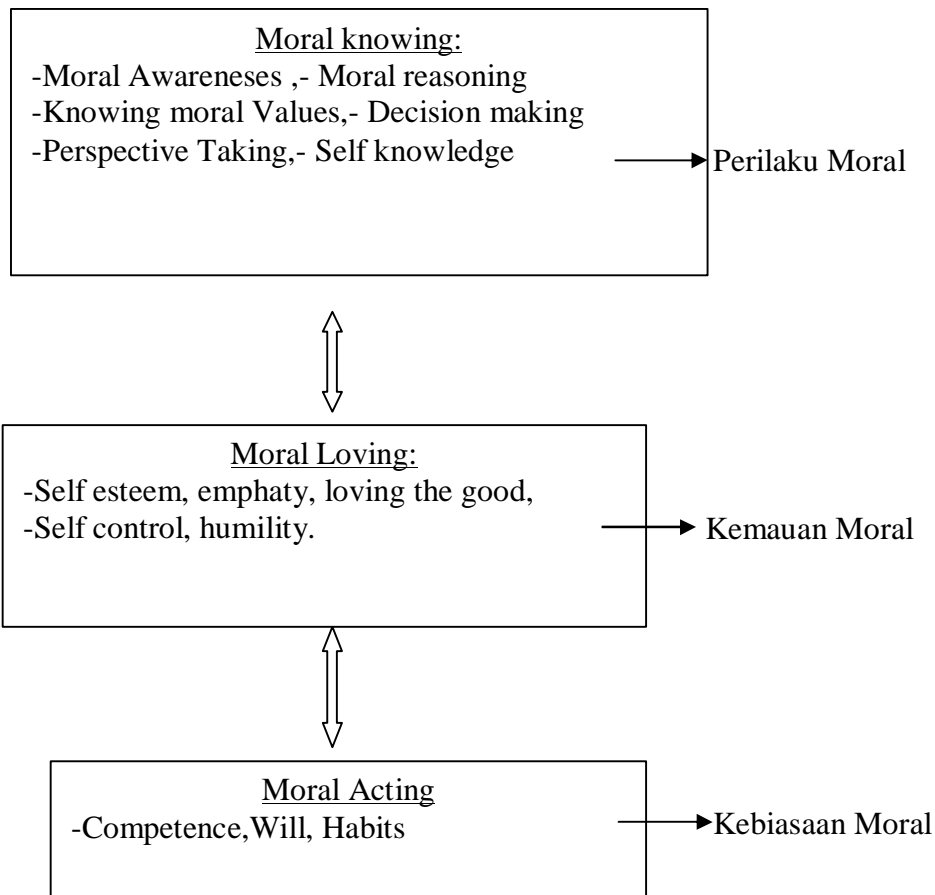 Moral knowing:
-Moral Awareneses ,- Moral reasoning
-Knowing moral Values,- Decision making
-Perspective Taking,- Self knowledge
Perilaku Moral
Moral Loving:
-Self esteem, emphaty, loving the good,
-Self control, humility.
Kemauan Moral
Moral Acting
-Competence,Will, Habits
Kebiasaan Moral